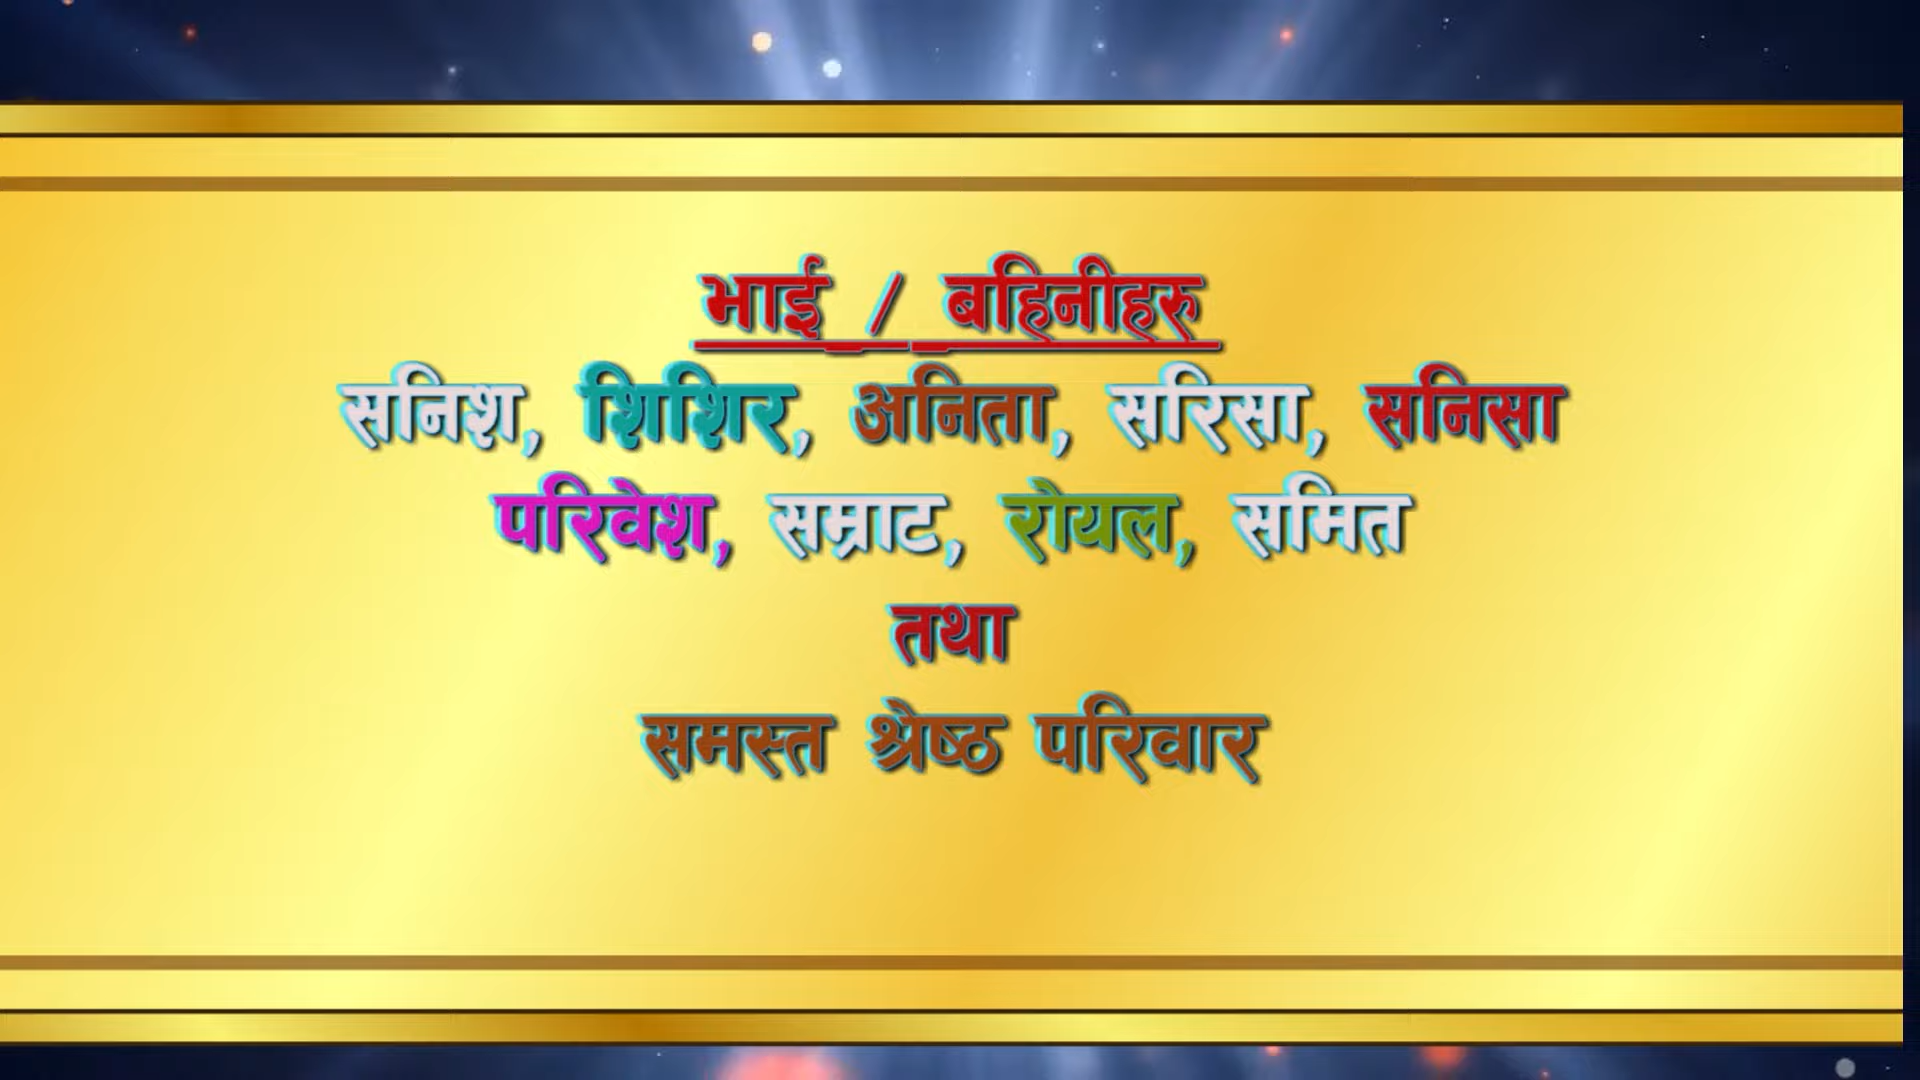 भाई / बहिनीहरु
सनिश, शिशिर, अनिता, सरिसा, सनिसा
परिवेश, सम्राट, रोयल, समित
तथा
समस्त श्रेष्ठ परिवार